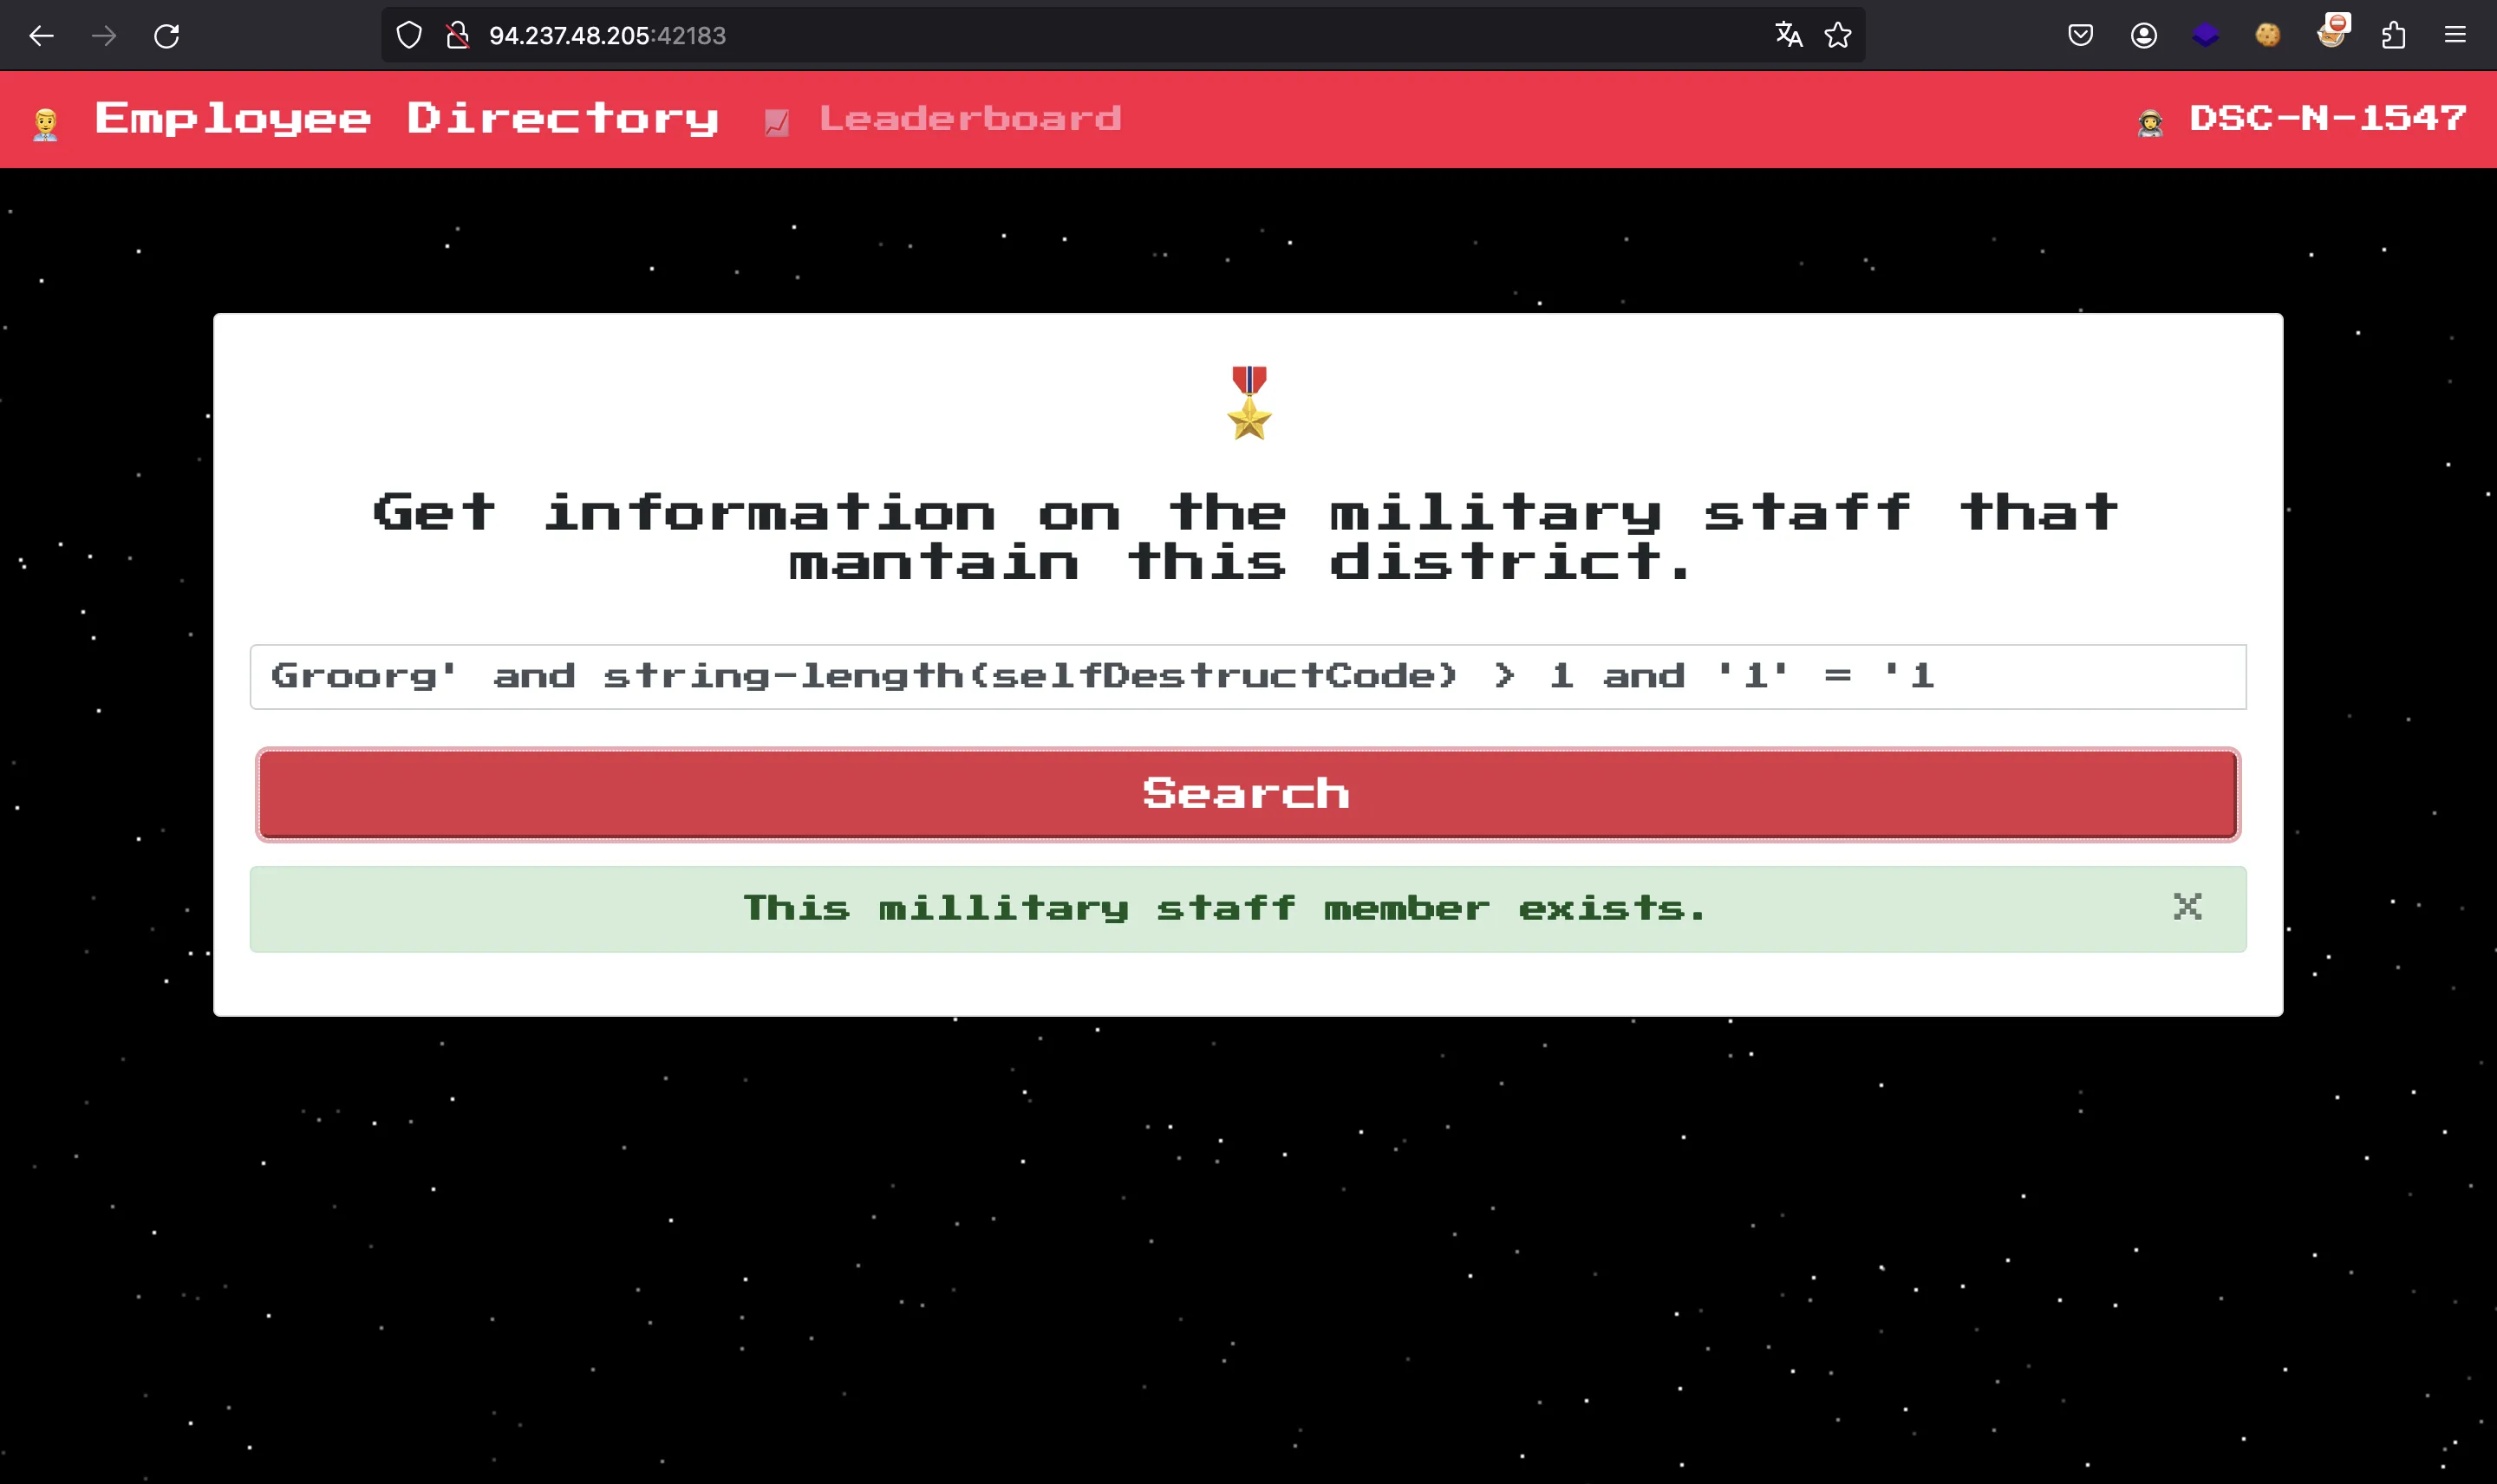 94.237.48.205:42183
Employee Directory Leaderboard DSC-N-1547
Get information on the military staff that
mantain this district.
Groorg' and string-length(selfDestructCode) > 1 and '1' = '1
Search
This millitary staff member exists.